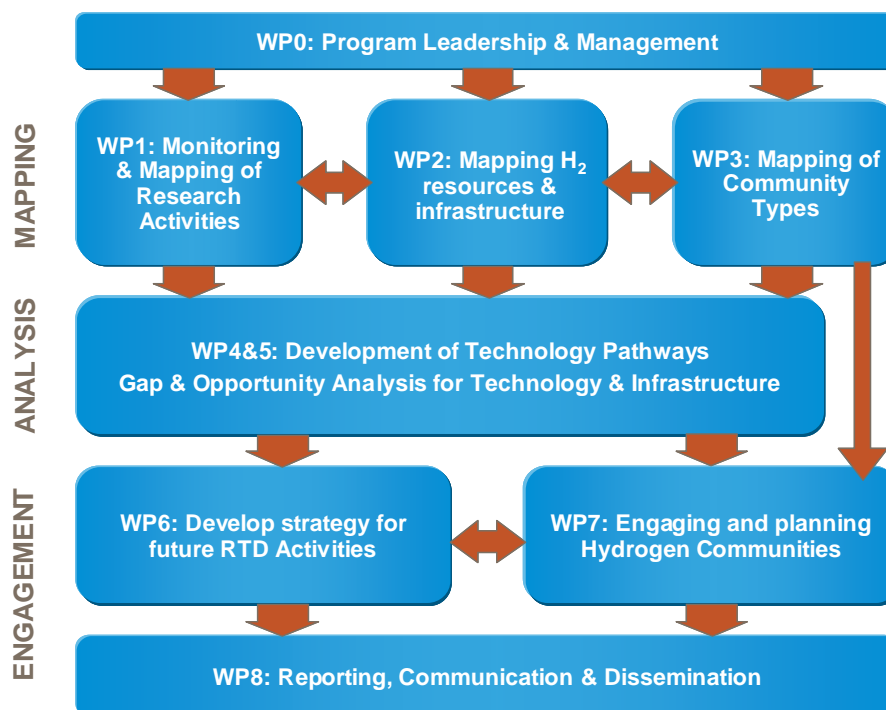 WP0: Program Leadership & Management
MAPPING
WP1: Monitoring
& Mapping of
Research
Activities
WP2: Mapping H₂
resources &
infrastructure
WP3: Mapping of
Community
Types
ANALYSIS
WP4&5: Development of Technology Pathways
Gap & Opportunity Analysis for Technology & Infrastructure
ENGAGEMENT
WP6: Develop strategy for
future RTD Activities
WP7: Engaging and planning
Hydrogen Communities
WP8: Reporting, Communication & Dissemination